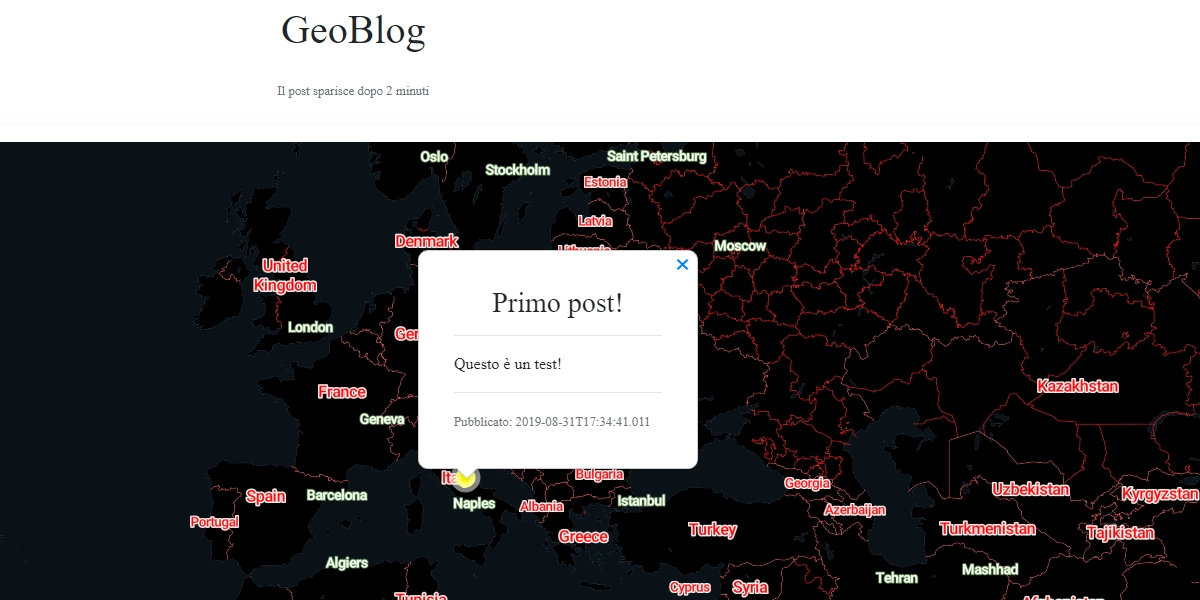 GeoBlog
Il post sparisce dopo 2 minuti
Oslo
Stockholm
Saint Petersburg
Estonia
Latvia
Denmark
Moscow
United
Kingdom
London
Primo post!
Questo è un test!
Pubblicato: 2019-08-31T17:34:41.011
France
Geneva
Kazakhstan
Bulgaria
Georgia
Spain
Barcelona
Naples
Albania
Istanbul
Azerbaijan
Uzbekistan
Kyrgyzstan
Portugal
Greece
Turkey
Turkmenistan
Tajikistan
Algiers
Tehran
Mashhad
Cyprus
Syria
Tunisia